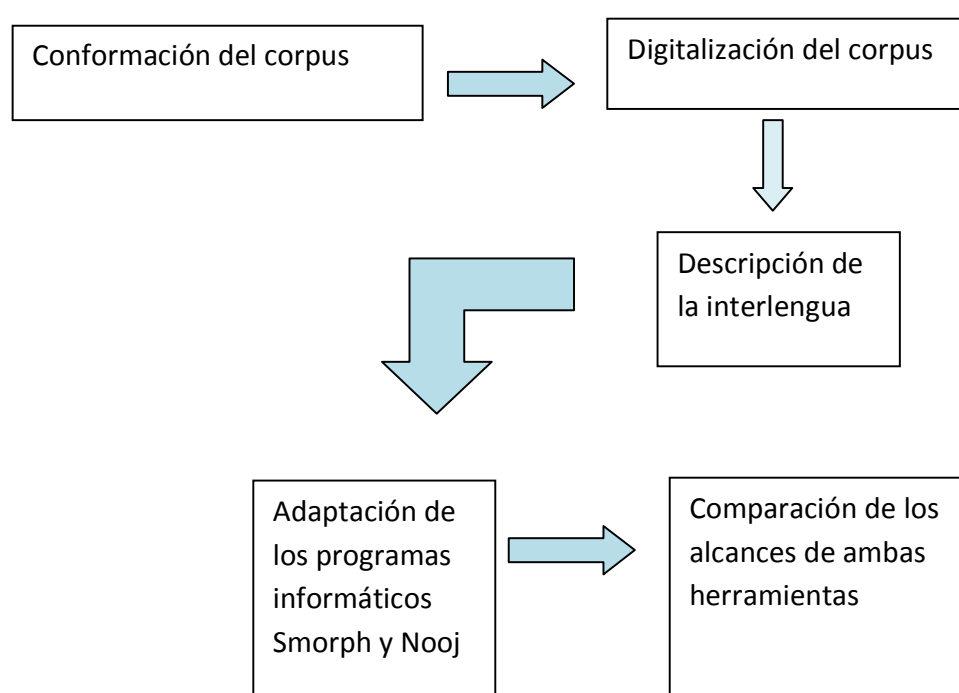 Conformación del corpus
Digitalización del corpus
Descripción de
la interlengua
Adaptación de
los programas
informáticos
Smorph y Nooj
Comparación de los
alcances de ambas
herramientas